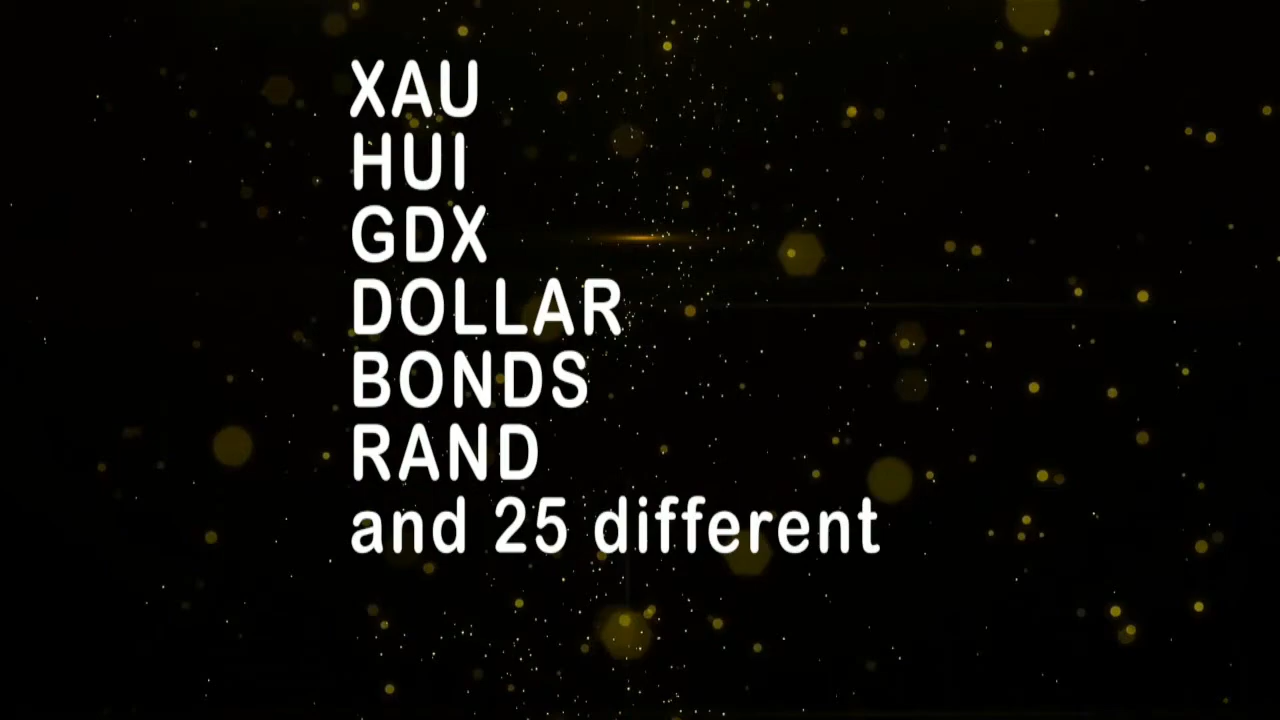 XAU
HUI
GDX
DOLLAR
BONDS
RAND
and 25 different